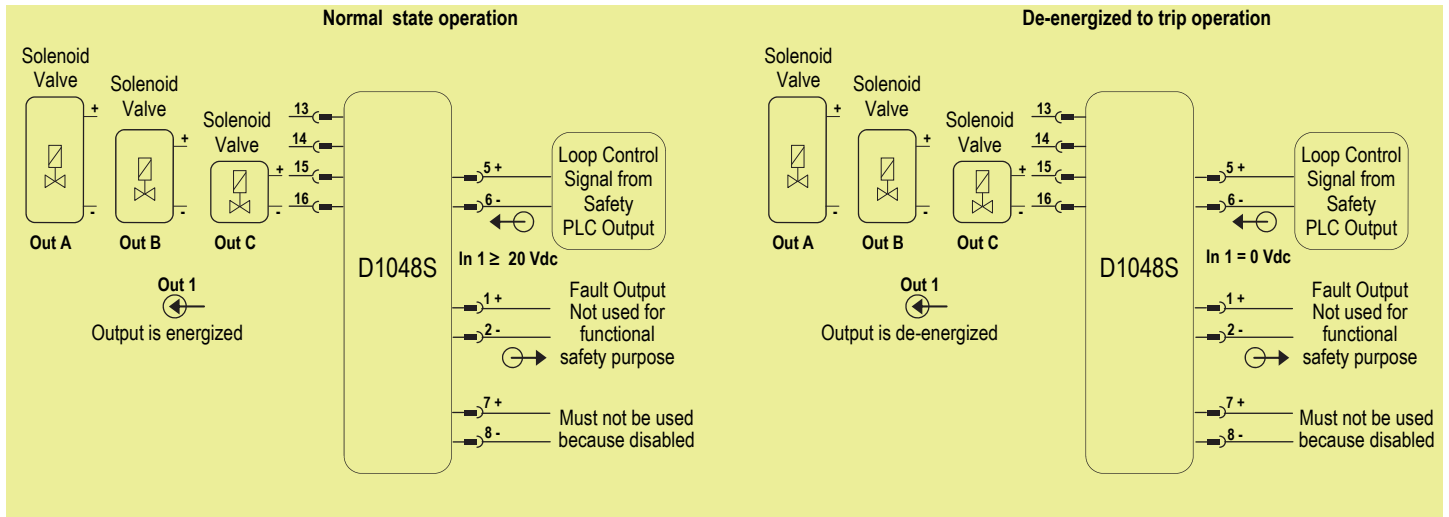 Normal state operation
Solenoid
Valve
+
-
Out A
Solenoid
Valve
+
-
Out B
Solenoid
Valve
+
-
Out C
13
14
15
16
Out 1
Output is energized
D1048S
5 +
6 -
Loop Control
Signal from
Safety
PLC Output
In 1 ≥ 20 Vdc
1 +
2 -
Fault Output
Not used for
functional
safety purpose
7 +
8 -
Must not be used
because disabled
De-energized to trip operation
Solenoid
Valve
+
-
Out A
Solenoid
Valve
+
-
Out B
Solenoid
Valve
+
-
Out C
13
14
15
16
Out 1
Output is de-energized
D1048S
5 +
6 -
Loop Control
Signal from
Safety
PLC Output
In 1 = 0 Vdc
1 +
2 -
Fault Output
Not used for
functional
safety purpose
7 +
8 -
Must not be used
because disabled